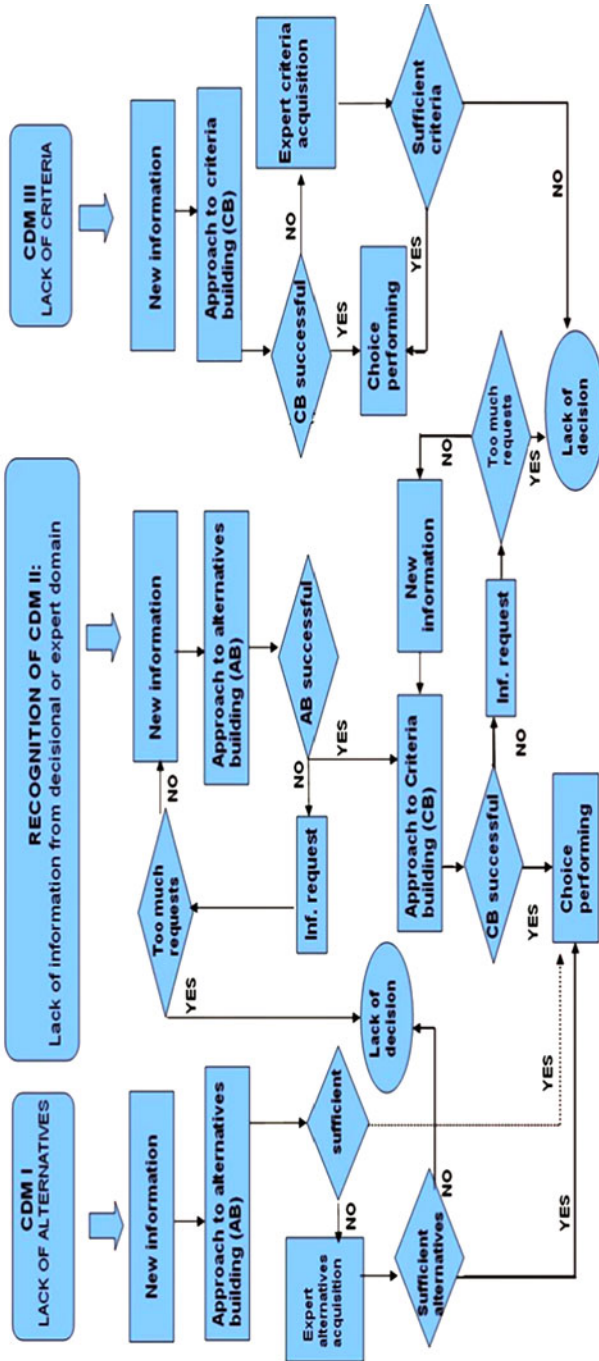 CDM I
LACK OF ALTERNATIVES
New information
Approach to alternatives
building (AB)
sufficient
NO
Expert
alternatives
acquisition
Sufficient
alternatives
NO
YES
YES
RECOGNITION OF CDM II:
Lack of information from decisional or expert domain
New information
Approach to alternatives
building (AB)
AB successful
NO
YES
Inf. request
Too much
requests
NO
YES
Lack of
decision
Approach to Criteria
building (CB)
New
information
CB successful
NO
YES
Inf. request
Too much
requests
NO
YES
Choice
performing
Lack of
decision
CDM III
LACK OF CRITERIA
New information
Approach to criteria
building (CB)
CB successful
NO
YES
Expert criteria
acquisition
Sufficient
criteria
YES
NO
Choice
performing